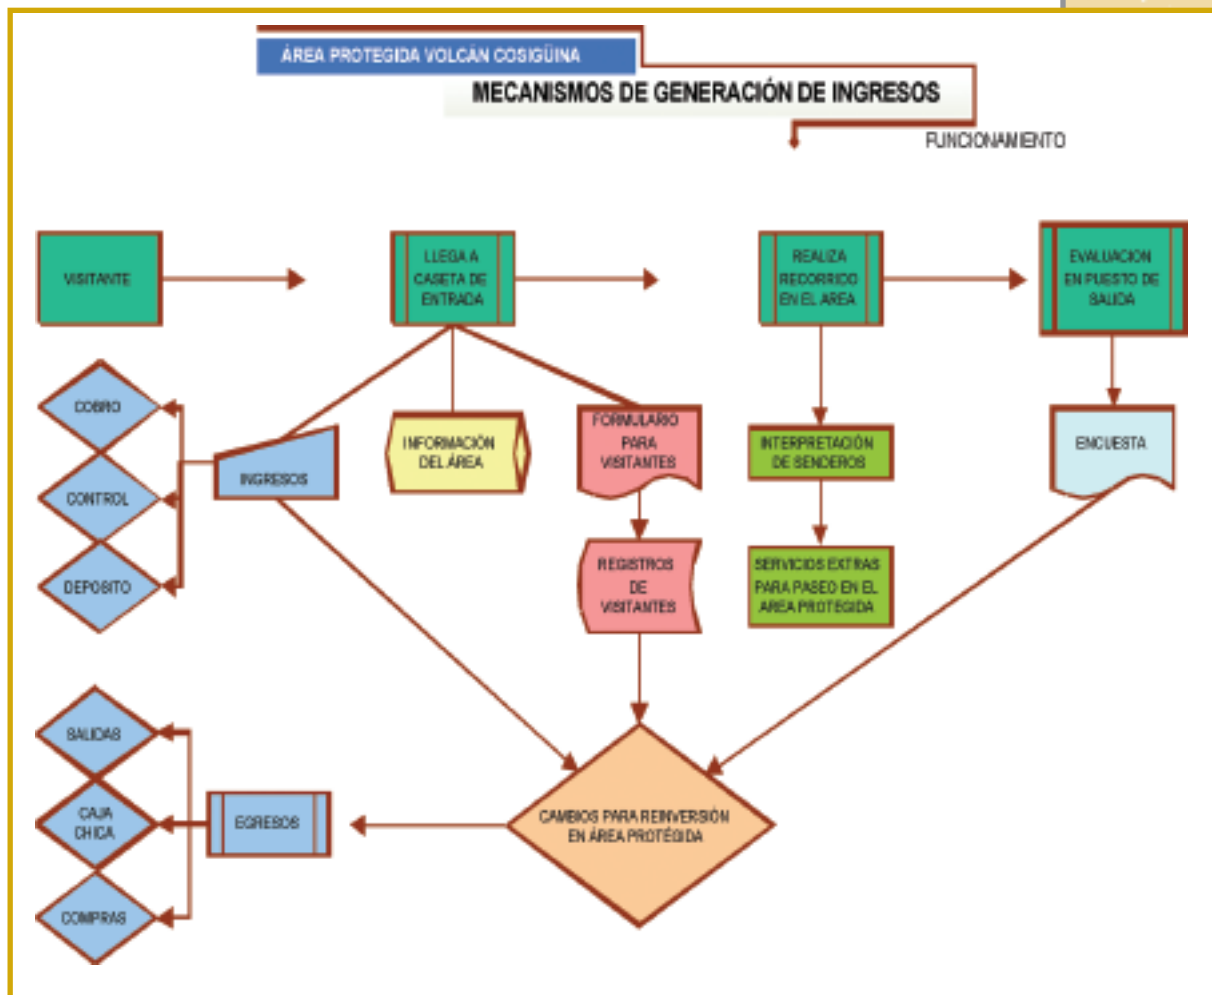 ÁREA PROTEGIDA VOLCÁN COSIGÜINA
MECANISMOS DE GENERACIÓN DE INGRESOS
FUNCIONAMIENTO
VISITANTE
LLEGA A
CASETA DE
ENTRADA
REALIZA
RECORRIDO
EN EL AREA
EVALUACION
EN PUESTO DE
SALIDA
COBRO
CONTROL
DEPOSITO
INGRESOS
INFORMACIÓN
DEL ÁREA
FORMULARIO
PARA
VISITANTES
REGISTROS
DE
VISITANTES
INTERPRETACIÓN
DE SENDEROS
SERVICIOS EXTRAS
PARA PASEO EN EL
AREA PROTEGIDA
ENCUESTA
SALIDAS
CAJA
CHICA
COMPRAS
EGRESOS
CAMBIOS PARA REINVERSIÓN
EN ÁREA PROTÉGIDA